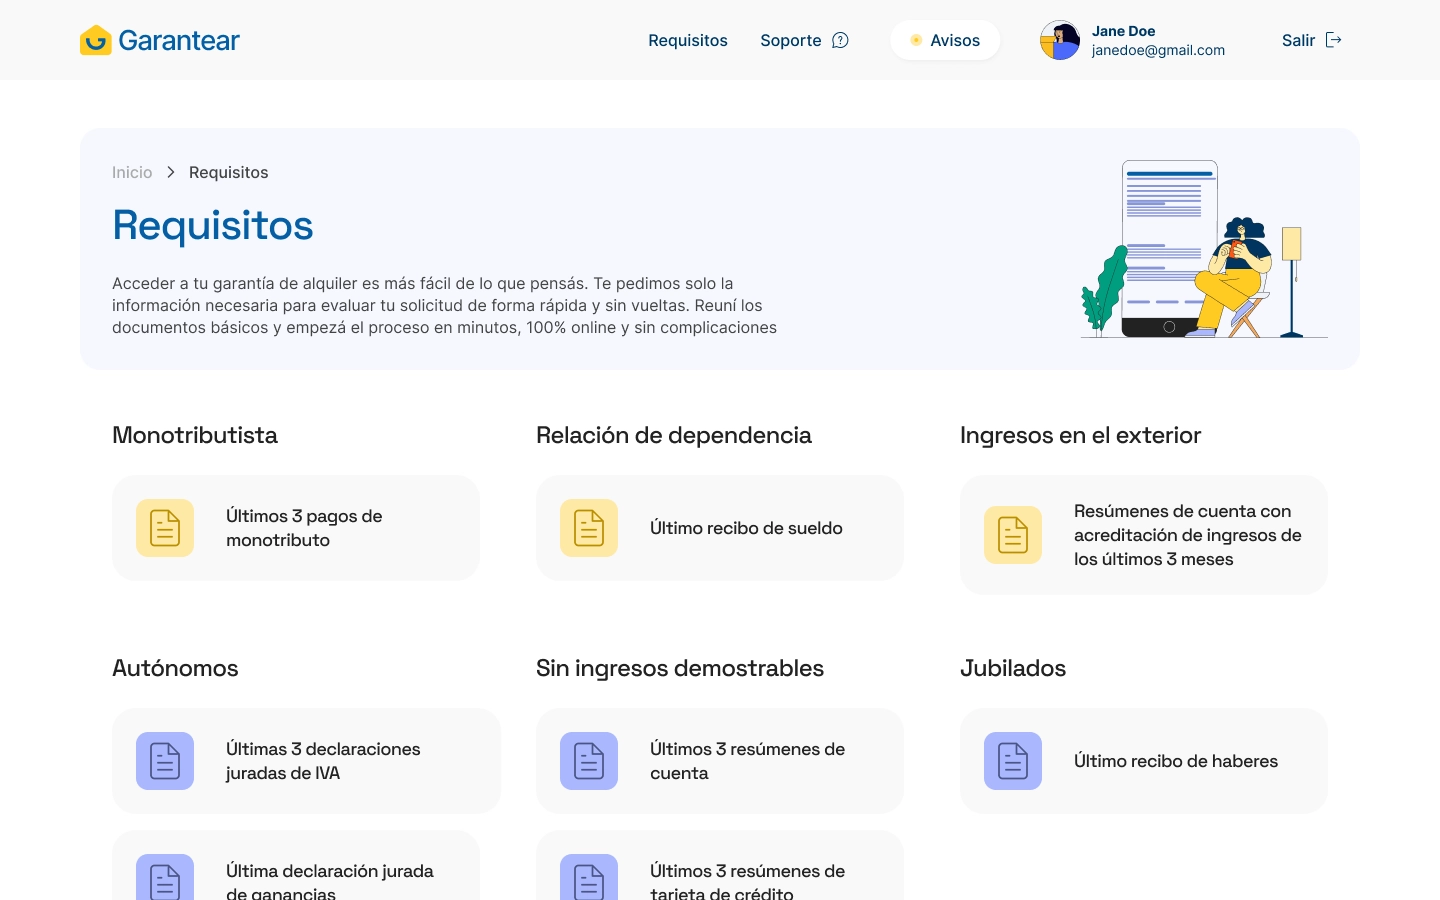 Garantear
Requisitos
Soporte
Avisos
Jane Doe
janedoe@gmail.com
Salir
Inicio
Requisitos
Requisitos
Acceder a tu garantía de alquiler es más fácil de lo que pensás. Te pedimos solo la
información necesaria para evaluar tu solicitud de forma rápida y sin vueltas. Reuní los
documentos básicos y empezá el proceso en minutos, 100% online y sin complicaciones
Monotributista
Últimos 3 pagos de
monotributo
Relación de dependencia
Último recibo de sueldo
Ingresos en el exterior
Resúmenes de cuenta con
acreditación de ingresos de
los últimos 3 meses
Autónomos
Últimas 3 declaraciones
juradas de IVA
Última declaración jurada
de ganancias
Sin ingresos demostrables
Últimos 3 resúmenes de
cuenta
Últimos 3 resúmenes de
tarjeta de crédito
Jubilados
Último recibo de haberes